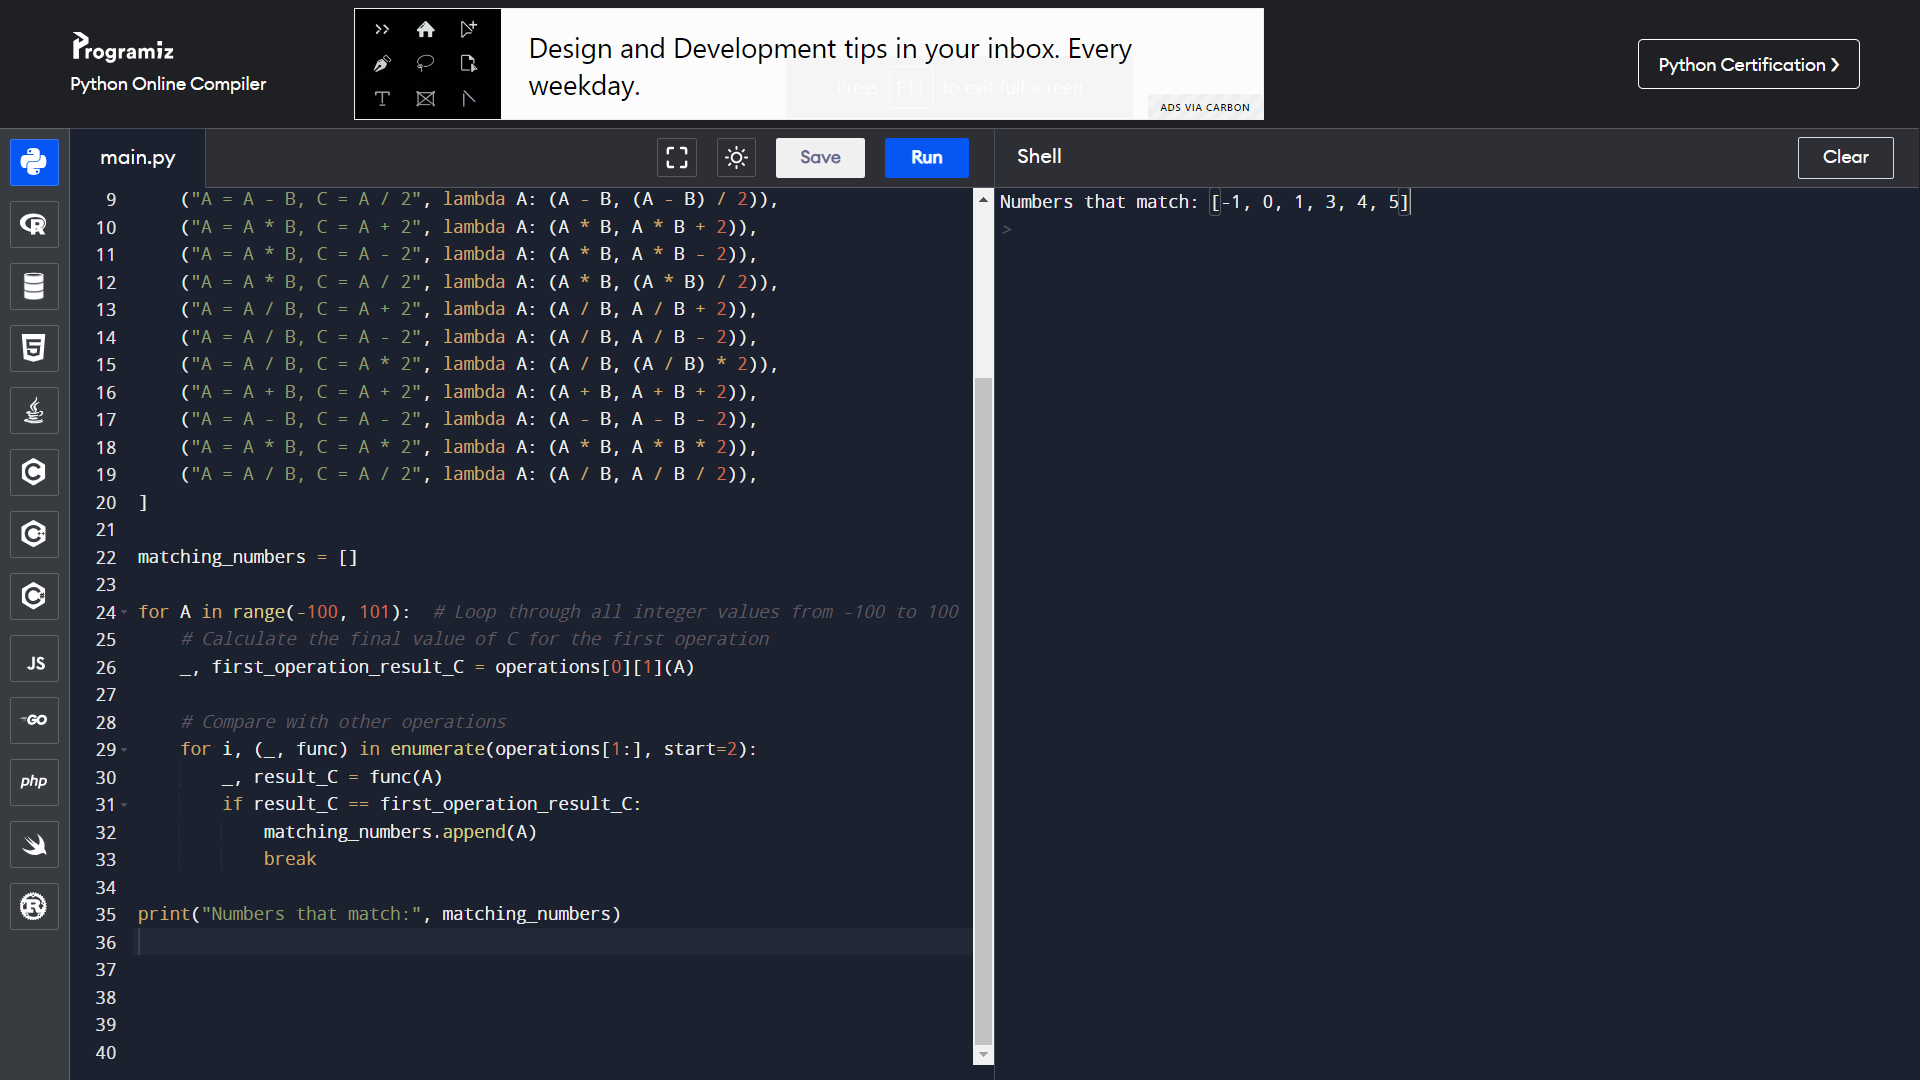 Programiz
Python Online Compiler
Design and Development tips in your inbox. Every
weekday.
Press F11 to exit full screen
ADS VIA CARBON
Python Certification ❯
main.py
Save
Run
Shell
Clear
9 ("A = A - B, C = A / 2", lambda A: (A - B, (A - B) / 2)),
10 ("A = A * B, C = A + 2", lambda A: (A * B, A * B + 2)),
11 ("A = A * B, C = A - 2", lambda A: (A * B, A * B - 2)),
12 ("A = A * B, C = A / 2", lambda A: (A * B, (A * B) / 2)),
13 ("A = A / B, C = A + 2", lambda A: (A / B, A / B + 2)),
14 ("A = A / B, C = A - 2", lambda A: (A / B, A / B - 2)),
15 ("A = A / B, C = A * 2", lambda A: (A / B, (A / B) * 2)),
16 ("A = A + B, C = A + 2", lambda A: (A + B, A + B + 2)),
17 ("A = A - B, C = A - 2", lambda A: (A - B, A - B - 2)),
18 ("A = A * B, C = A * 2", lambda A: (A * B, A * B * 2)),
19 ("A = A / B, C = A / 2", lambda A: (A / B, A / B / 2)),
20 ]
21
22 matching_numbers = []
23
24 for A in range(-100, 101):  # Loop through all integer values from -100 to 100
25 # Calculate the final value of C for the first operation
26 _, first_operation_result_C = operations[0][1](A)
27
28 # Compare with other operations
29 for i, (_, func) in enumerate(operations[1:], start=2):
30 _, result_C = func(A)
31 if result_C == first_operation_result_C:
32 matching_numbers.append(A)
33 break
34
35 print("Numbers that match:", matching_numbers)
36
37
38
39
40
Numbers that match: [-1, 0, 1, 3, 4, 5]
>
R
5
C
C
C#
JS
GO
php
R